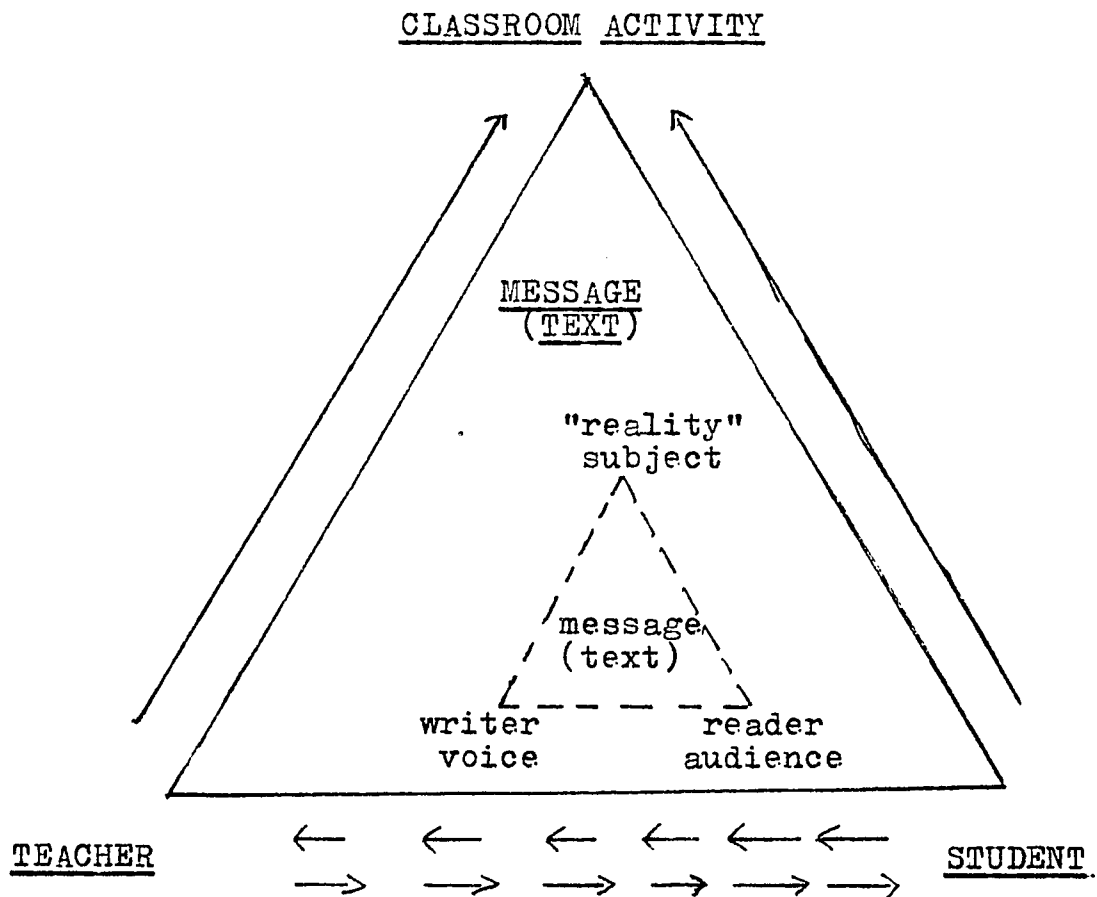 CLASSROOM ACTIVITY
MESSAGE
(TEXT)
"reality"
subject
message
(text)
writer
voice
reader
audience
TEACHER
STUDENT